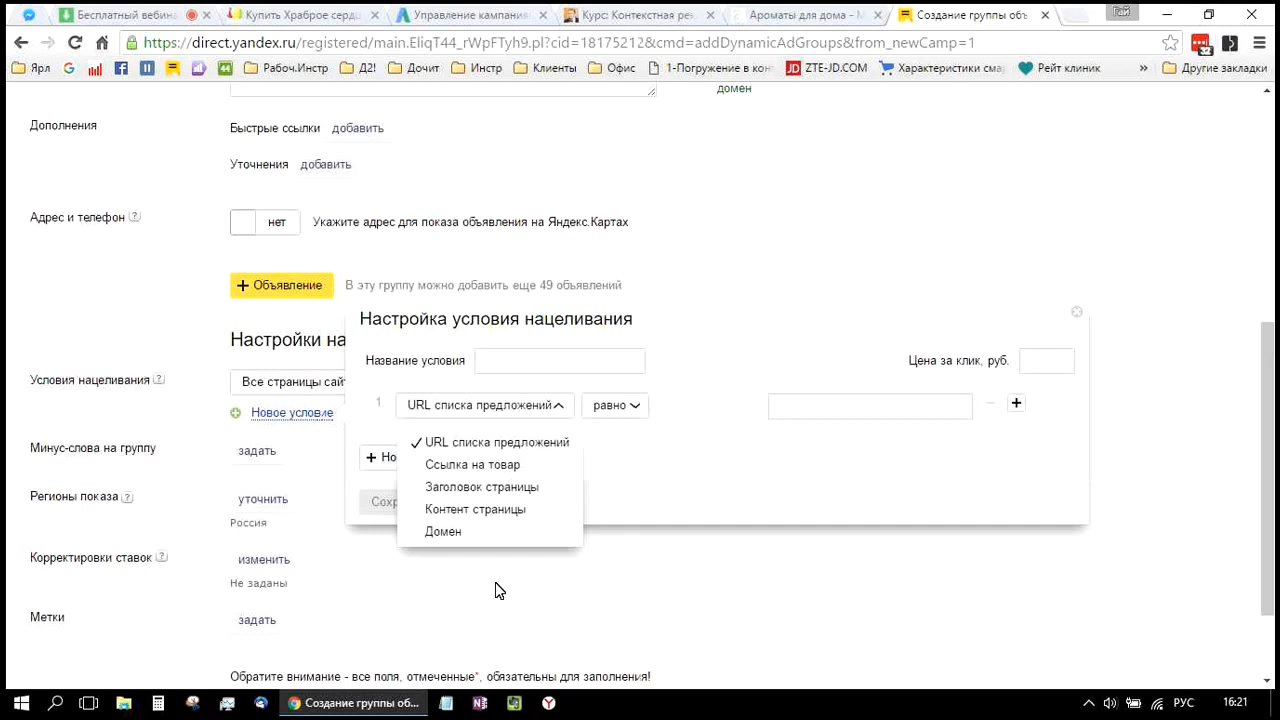 Бесплатный вебина
Купить Храброе сердц
Управление кампания
Курс: Контекстная рек
Ароматы для дома - М
Создание группы объ
Гай
https://direct.yandex.ru/registered/main.EliqT44_rWpTiyh9.pl?cid=18175212&cmd=addDynamicAdGroups&from_newCamp=1
Ярл
44
Рабоч.Инстр
Д2!
Дочит
Инстр
Клиенты
Офис
1-Погружение в кон
JD
ZTE-JD.COM
Характеристики сма
Рейт клиник
»
Другие закладки
домен
Дополнения
Быстрые ссылки добавить
Уточнения добавить
Адрес и телефон ?
нет
Укажите адрес для показа объявления на Яндекс.Картах
+ Объявление
В эту группу можно добавить еще 49 объявлений
Настройка условия нацеливания
Настройки на
Название условия
Цена за клик, руб.
Условия нацеливания ?
Все страницы сайт
1
URL списка предложений
равно
+
Новое условие
URL списка предложений
Минус-слова на группу
задать
+ Но
Ссылка на товар
Заголовок страницы
Регионы показа ?
уточнить
Сохр
Контент страницы
Россия
Домен
Корректировки ставок ?
изменить
Не заданы
Метки
задать
Обратите внимание - все поля, отмеченные*, обязательны для заполнения!
Создание группы об...
РУС
16:21